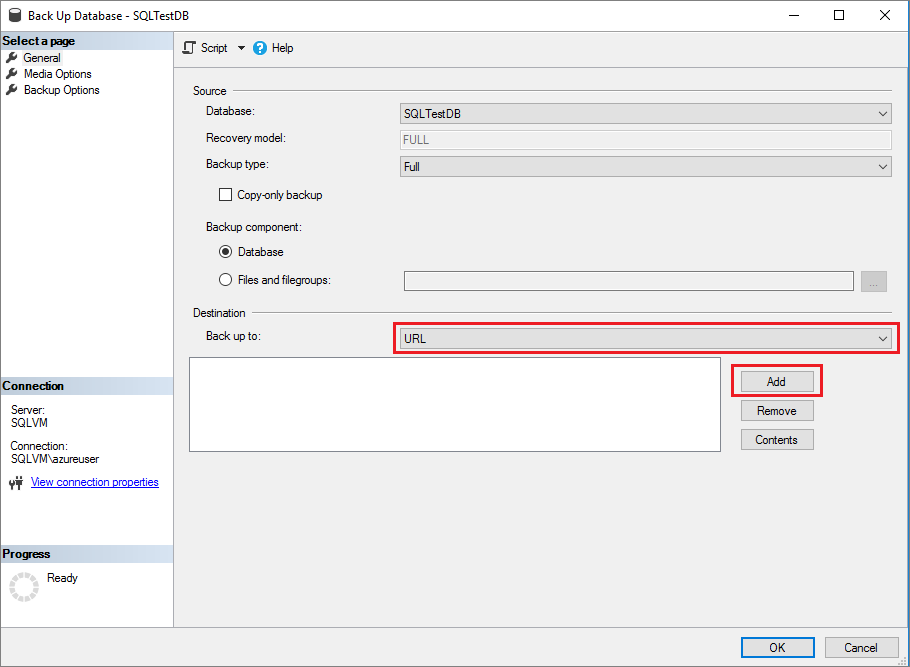 Back Up Database - SQLTestDB
Select a page
General
Media Options
Backup Options
Script
Help
Source
Database:
SQLTestDB
Recovery model:
FULL
Backup type:
Full
Copy-only backup
Backup component:
Database
Files and filegroups:
...
Destination
Back up to:
URL
Add
Remove
Contents
Connection
Server:
SQLVM
Connection:
SQLVM\azureuser
View connection properties
Progress
Ready
OK
Cancel